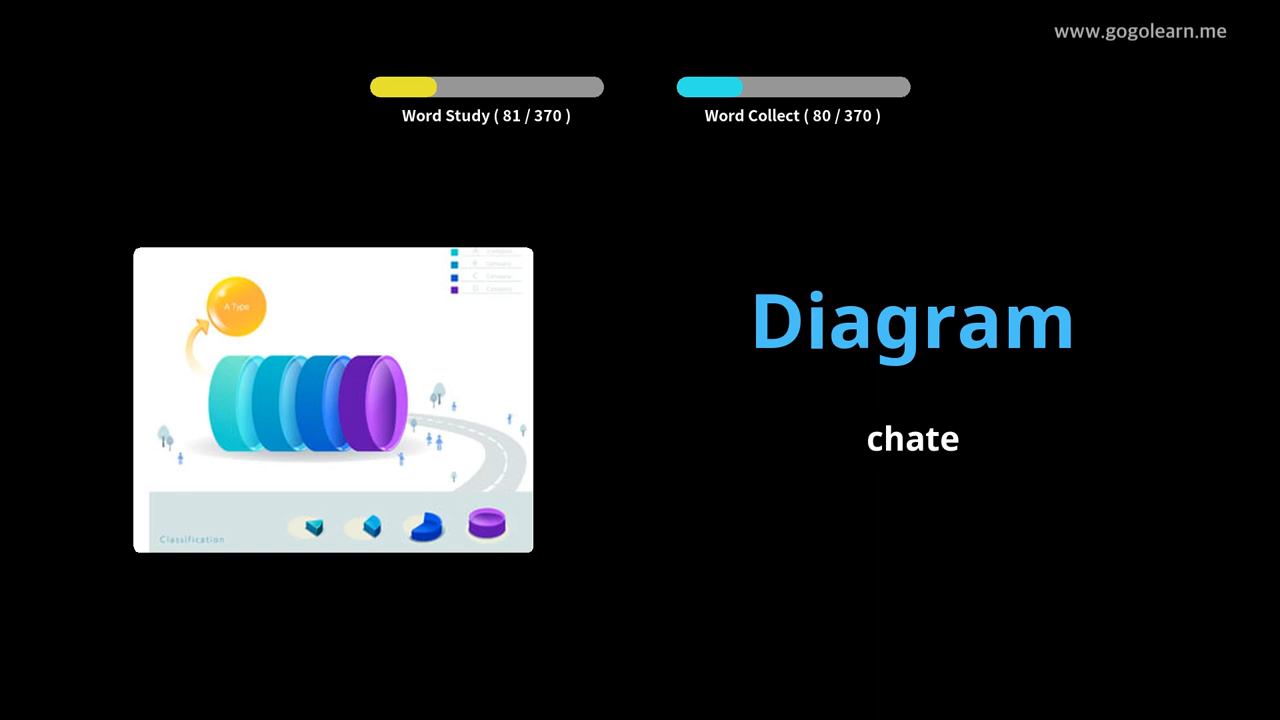 www.gogolearn.me
Word Study ( 81 / 370 )
Word Collect ( 80 / 370 )
A Type
B
C
D
Diagram
chate
Classification